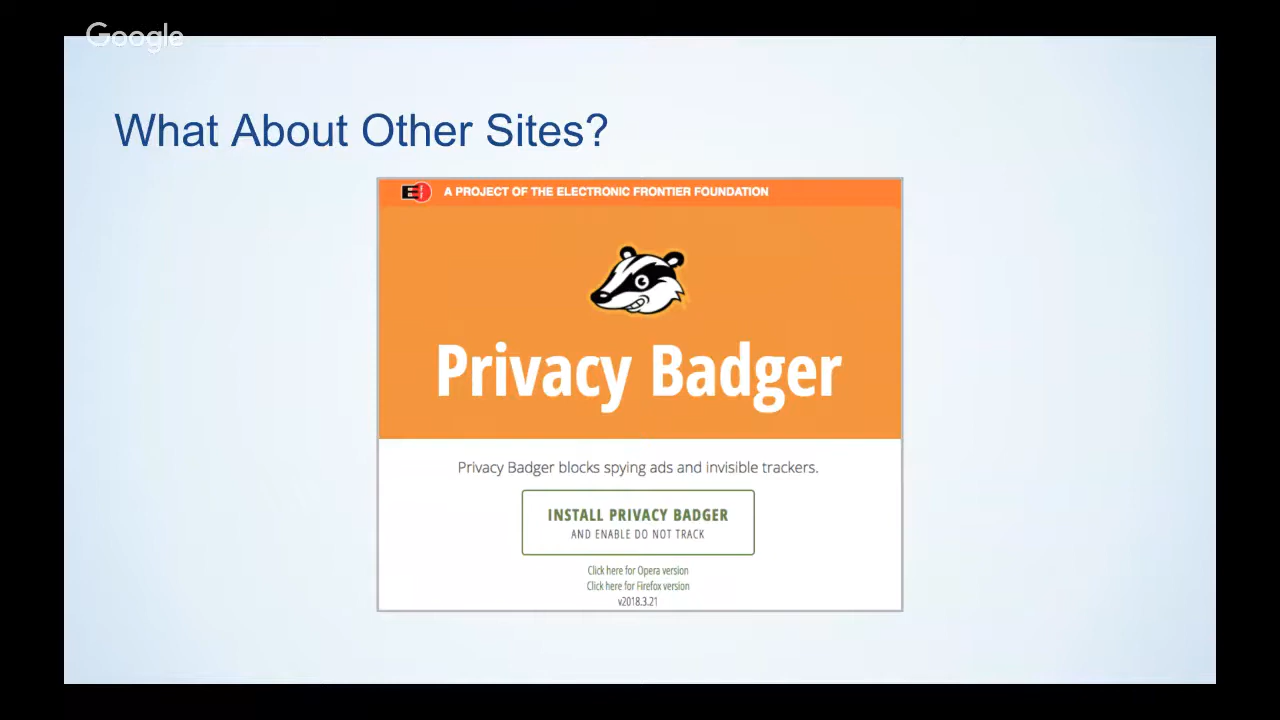 Google
What About Other Sites?
A PROJECT OF THE ELECTRONIC FRONTIER FOUNDATION
Privacy Badger
Privacy Badger blocks spying ads and invisible trackers.
INSTALL PRIVACY BADGER
AND ENABLE DO NOT TRACK
Click here for Opera version
Click here for Firefox version
v2018.3.21